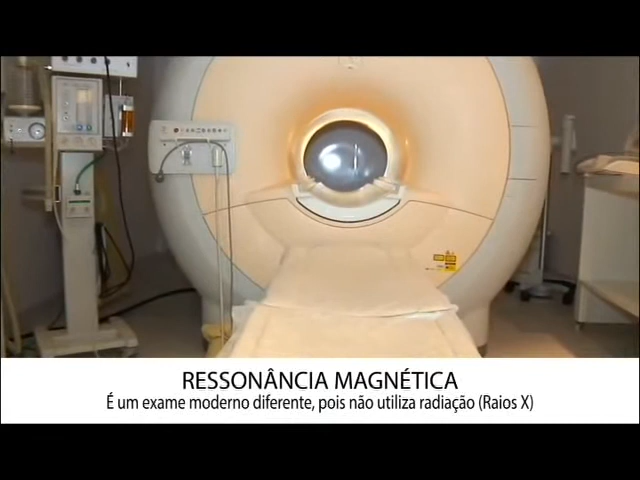 RESSONÂNCIA MAGNÉTICA
É um exame moderno diferente, pois não utiliza radiação (Raios X)